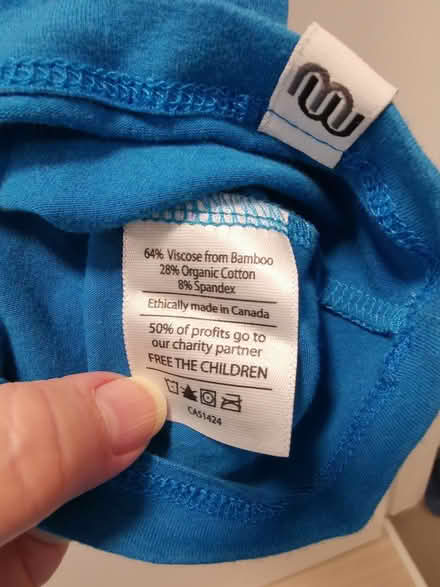 64% Viscose from Bamboo
28% Organic Cotton
8% Spandex
Ethically made in Canada
50% of profits go to
our charity partner
FREE THE CHILDREN
CA51424